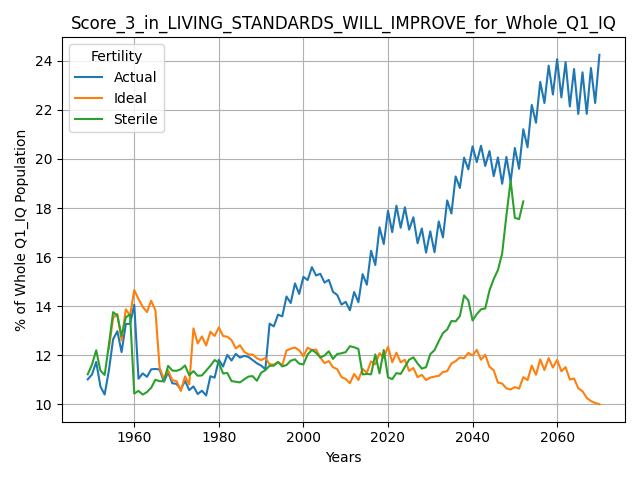 Score_3_in_LIVING_STANDARDS_WILL_IMPROVE_for_Whole_Q1_IQ
Fertility
Actual
Ideal
Sterile
% of Whole Q1_IQ Population
24
22
20
18
16
14
12
10
1960 1980 2000 2020 2040 2060
Years